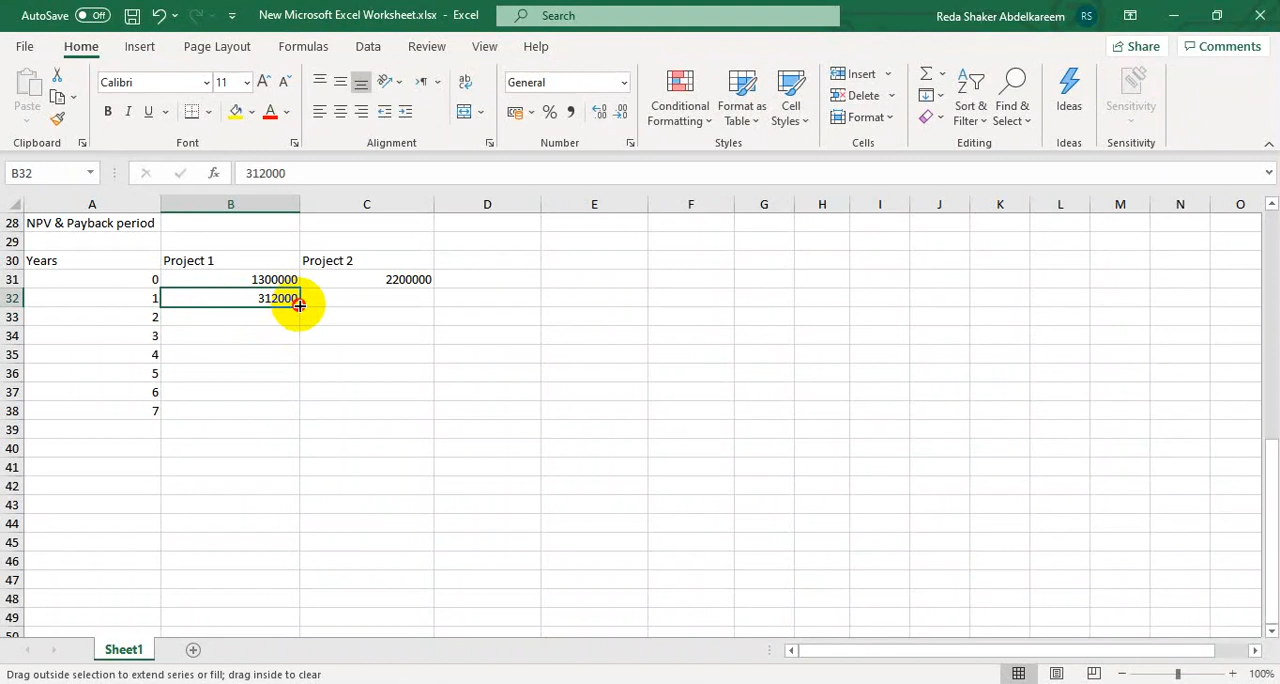 AutoSave Off New Microsoft Excel Worksheet.xlsx - Excel Search Reda Shaker Abdelkareem RS
File Home Insert Page Layout Formulas Data Review View Help Share Comments
Paste Calibri 11 A A General Conditional Formatting Format as Table Cell Styles Insert Delete Format Sort & Filter Find & Select Ideas Sensitivity
B I U A ab % 9
Clipboard Font Alignment Number Styles Cells Editing Ideas Sensitivity
B32 fx 312000
A B C D E F G H I J K L M N O
28 NPV & Payback period
29
30 Years Project 1 Project 2
31 0 1300000 2200000
32 1 312000
33 2
34 3
35 4
36 5
37 6
38 7
39
40
41
42
43
44
45
46
47
48
49
50
Sheet1
Drag outside selection to extend series or fill; drag inside to clear 100%